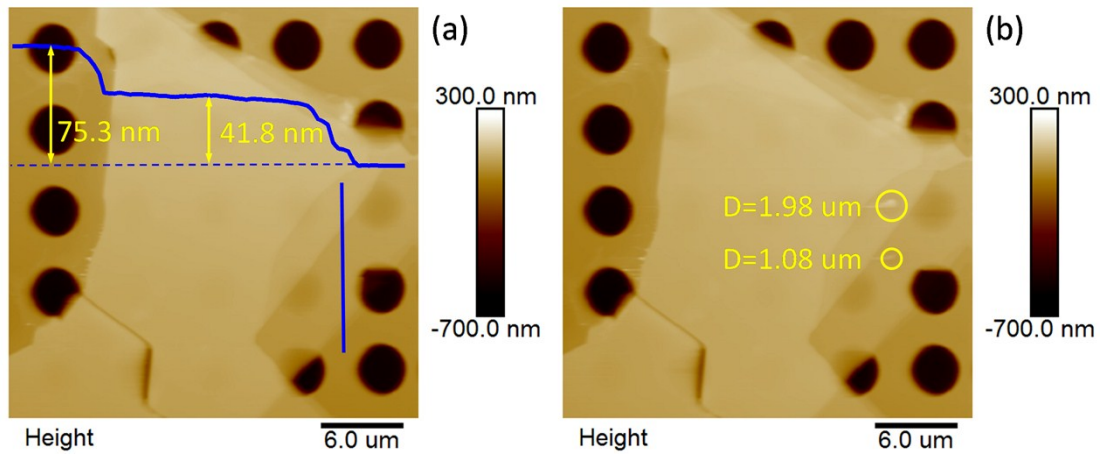 (a)
300.0 nm
75.3 nm
41.8 nm
-700.0 nm
Height
6.0 um
(b)
300.0 nm
D=1.98 um
D=1.08 um
-700.0 nm
Height
6.0 um